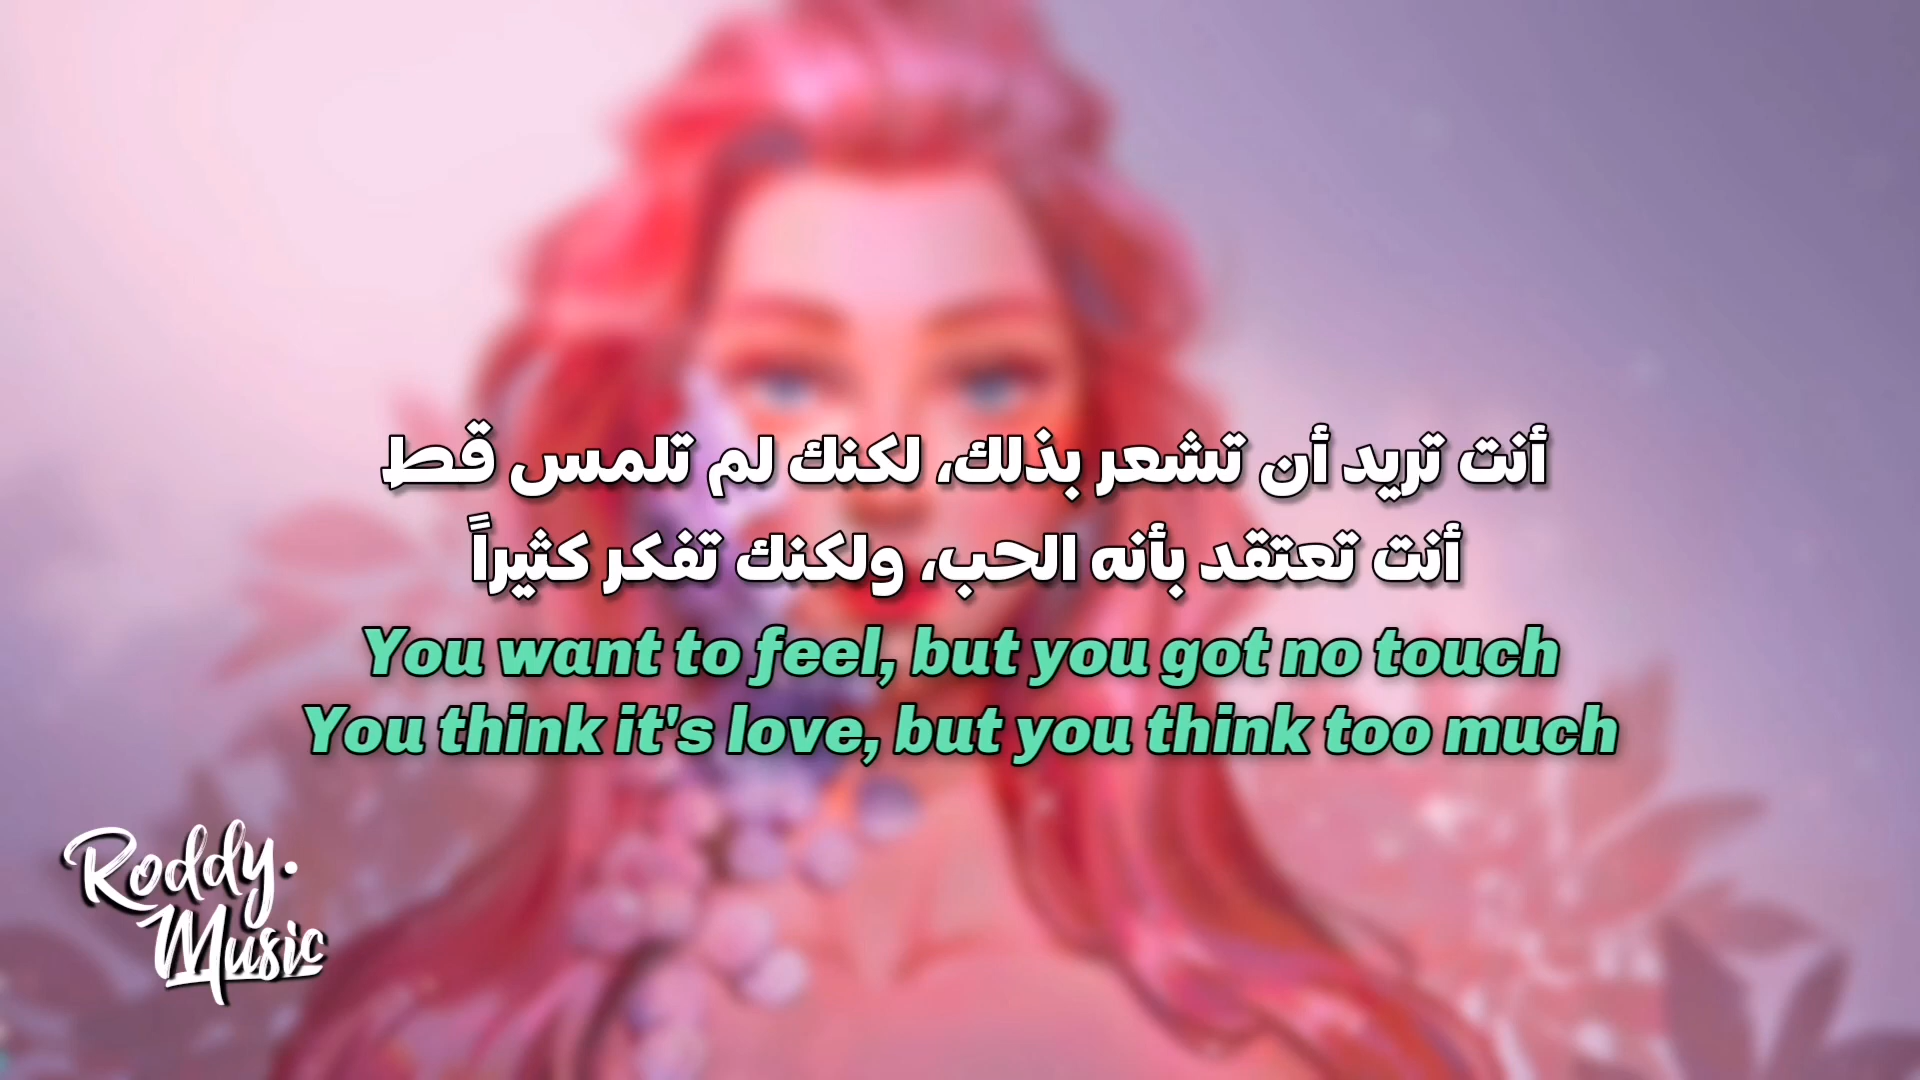 أنت تريد أن تشعر بذلك، لكنك لم تلمس قط
أنت تعتقد بأنه الحب، ولكنك تفكر كثيراً
You want to feel, but you got no touch
You think it's love, but you think too much
Roddy.
Music